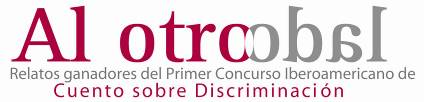 Al otro lado
Relatos ganadores del Primer Concurso Iberoamericano de
Cuento sobre Discriminación